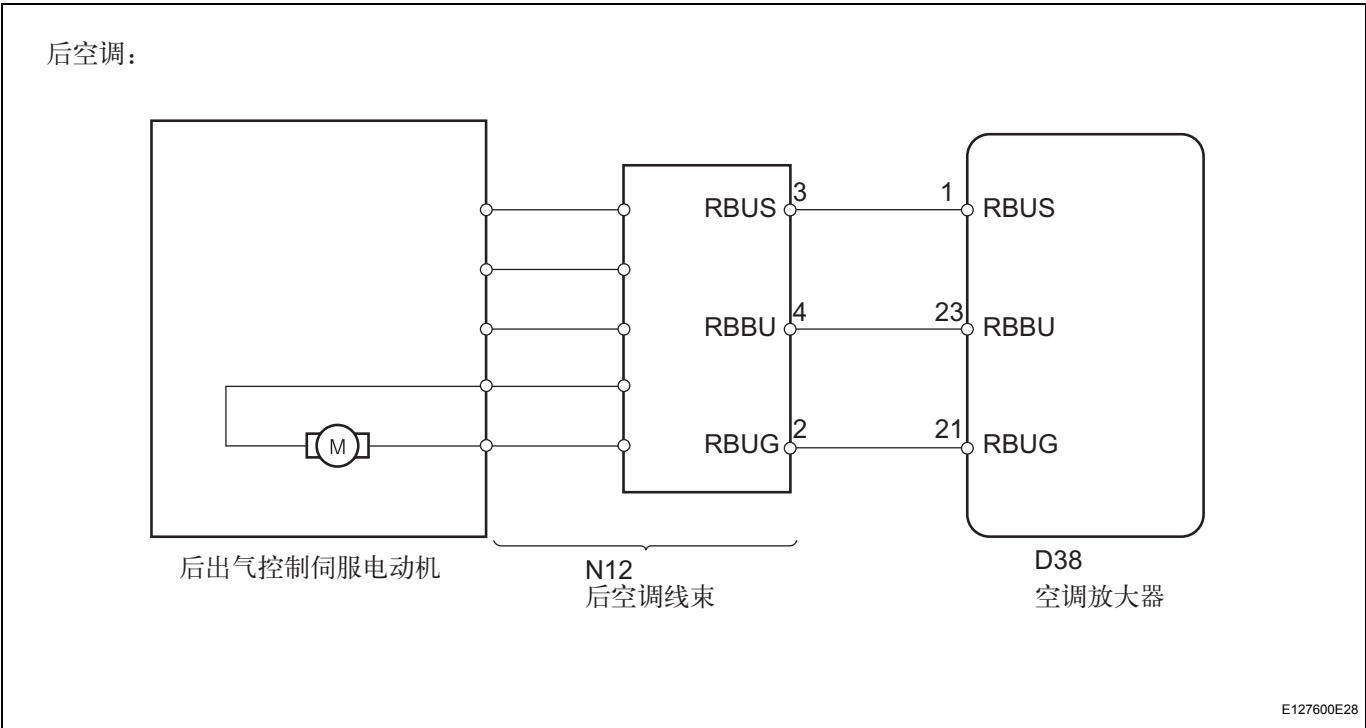 后空调：
RBUS 3 1 RBUS
RBBU 4 23 RBBU
M
RBUG 2 21 RBUG
后出气控制伺服电动机
N12
后空调线束
D38
空调放大器
E127600E28